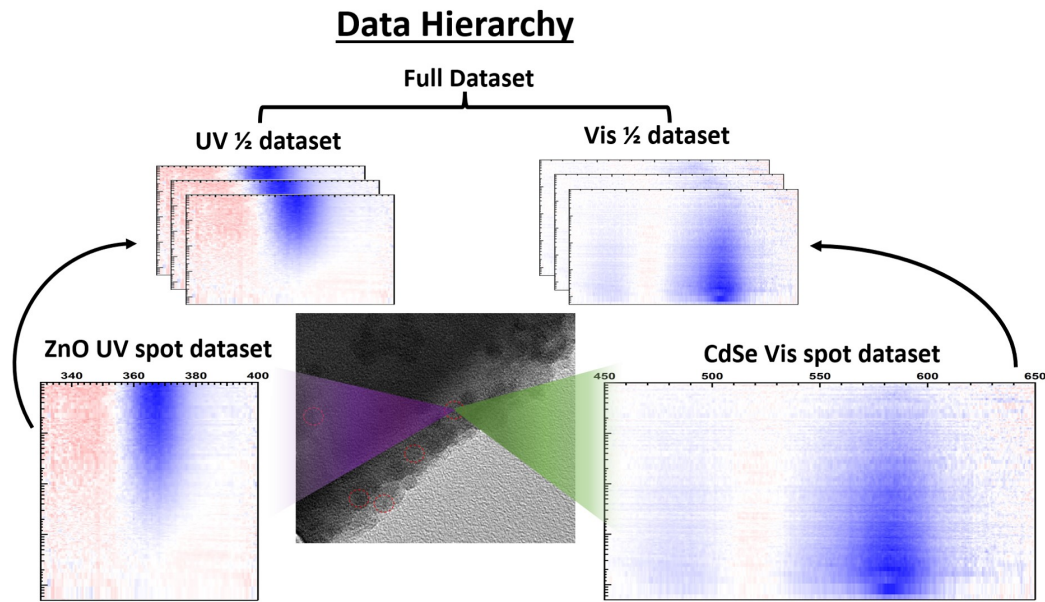 Data Hierarchy
Full Dataset
UV ½ dataset
Vis ½ dataset
ZnO UV spot dataset
CdSe Vis spot dataset
340 360 380 400
450 500 550 600 650